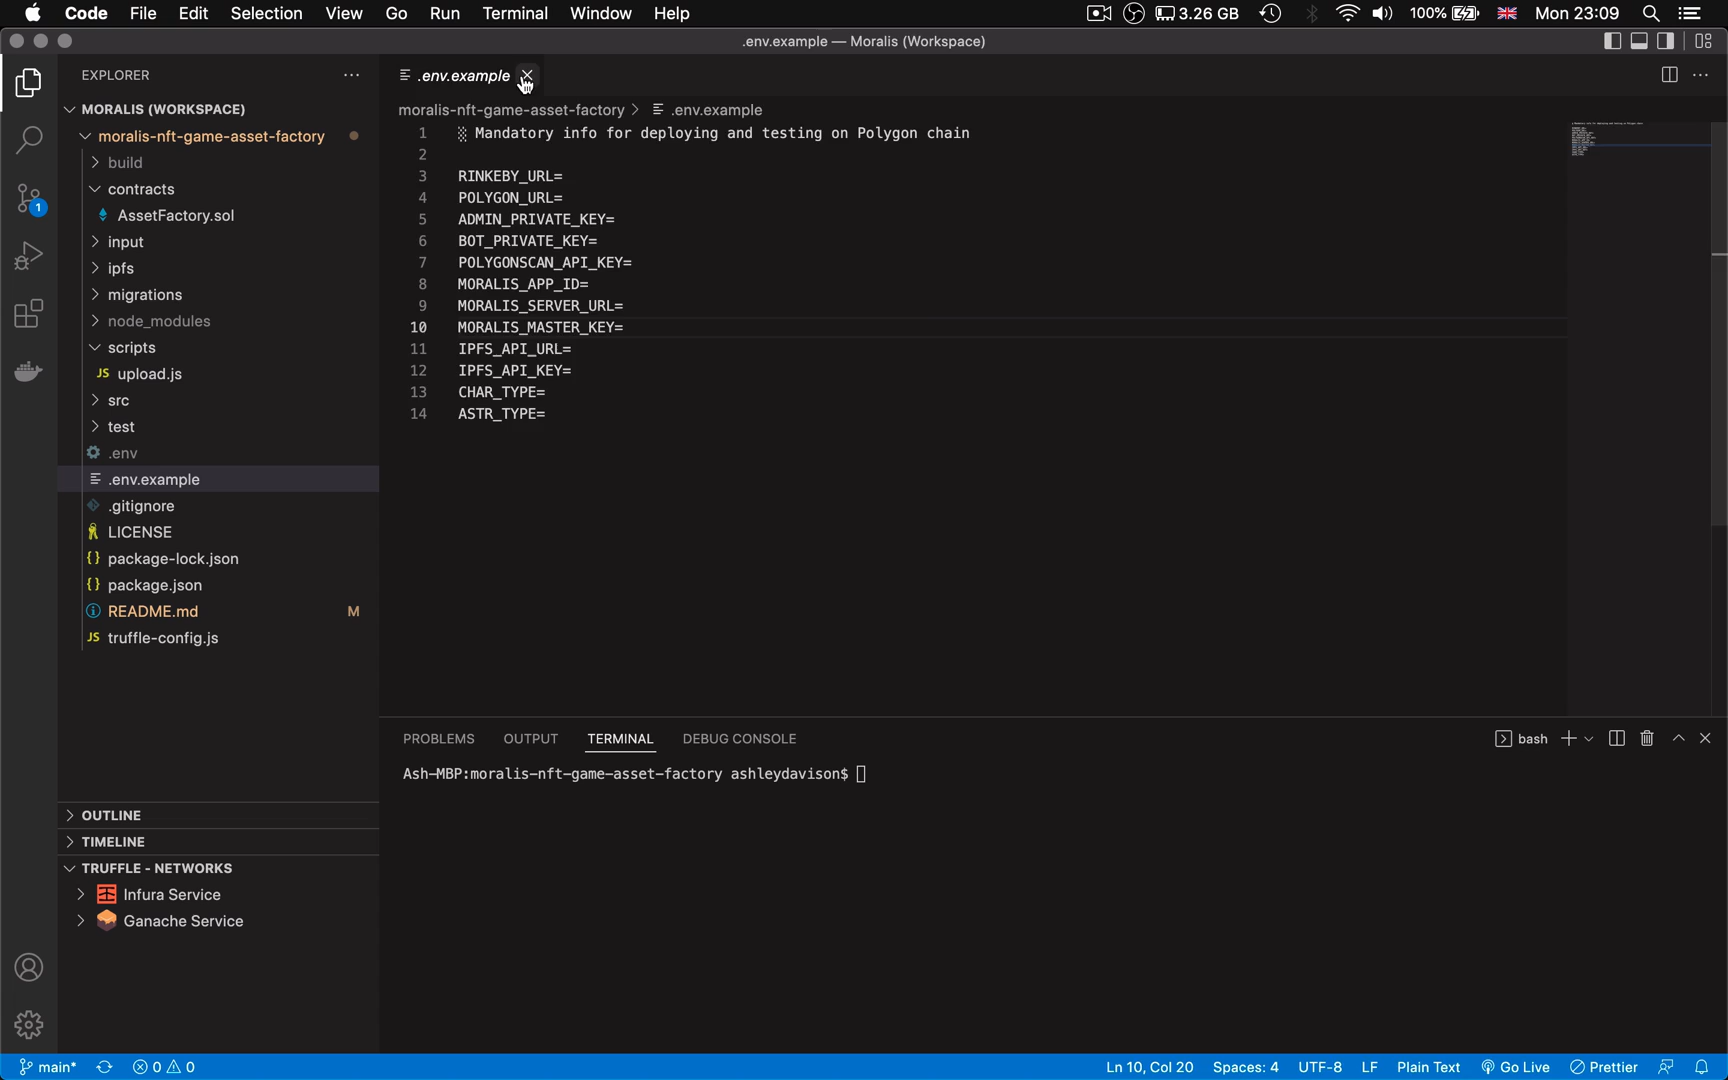 Code File Edit Selection View Go Run Terminal Window Help 3.26 GB 100% Mon 23:09
.env.example — Moralis (Workspace)
EXPLORER
MORALIS (WORKSPACE)
moralis-nft-game-asset-factory
build
contracts
AssetFactory.sol
input
ipfs
migrations
node_modules
scripts
JS upload.js
src
test
.env
.env.example
.gitignore
LICENSE
{} package-lock.json
{} package.json
README.md M
JS truffle-config.js
OUTLINE
TIMELINE
TRUFFLE - NETWORKS
Infura Service
Ganache Service
1
.env.example
moralis-nft-game-asset-factory > .env.example
1 Mandatory info for deploying and testing on Polygon chain
2
3 RINKEBY_URL=
4 POLYGON_URL=
5 ADMIN_PRIVATE_KEY=
6 BOT_PRIVATE_KEY=
7 POLYGONSCAN_API_KEY=
8 MORALIS_APP_ID=
9 MORALIS_SERVER_URL=
10 MORALIS_MASTER_KEY=
11 IPFS_API_URL=
12 IPFS_API_KEY=
13 CHAR_TYPE=
14 ASTR_TYPE=
PROBLEMS OUTPUT TERMINAL DEBUG CONSOLE bash
Ash-MBP:moralis-nft-game-asset-factory ashleydavison$
main* 0 0 Ln 10, Col 20 Spaces: 4 UTF-8 LF Plain Text Go Live Prettier